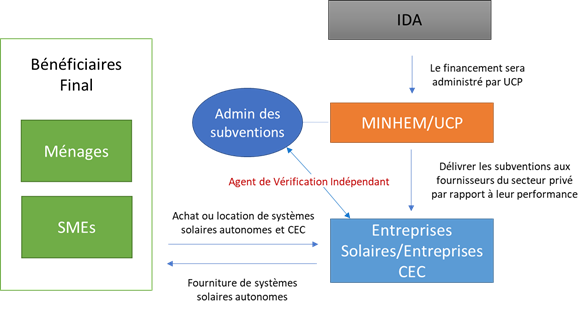 IDA
Bénéficiaires
Final
Le financement sera
administré par UCP
Admin des
subventions
MINHEM/UCP
Ménages
Délivrer les subventions aux
fournisseurs du secteur privé
par rapport à leur performance
Agent de Vérification Indépendant
SMEs
Achat ou location de systèmes
solaires autonomes et CEC
Entreprises
Solaires/Entreprises
CEC
Fourniture de systèmes
solaires autonomes